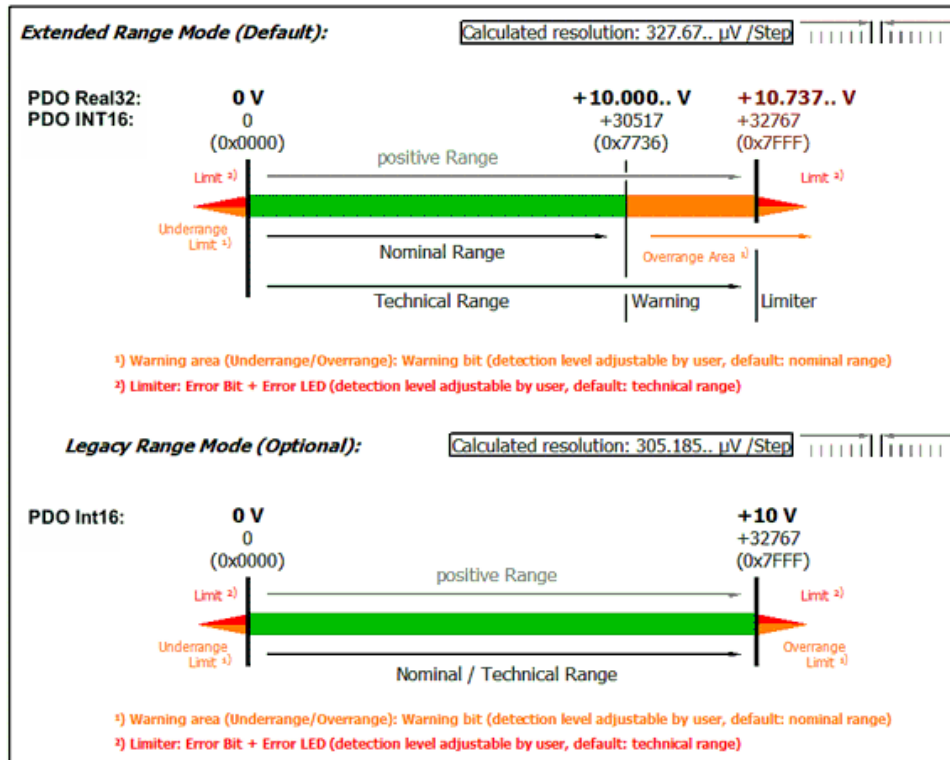 Extended Range Mode (Default):
Calculated resolution: 327.67.. µV /Step
PDO Real32: 0 V +10.000.. V +10.737.. V
PDO INT16: 0 +30517 +32767
(0x0000) (0x7736) (0x7FFF)
positive Range
Limit ²⁾ Limit ²⁾
Underrange
Limit ¹⁾
Nominal Range Overrange Area ¹⁾
Technical Range Warning Limiter
¹) Warning area (Underrange/Overrange): Warning bit (detection level adjustable by user, default: nominal range)
²) Limiter: Error Bit + Error LED (detection level adjustable by user, default: technical range)
Legacy Range Mode (Optional):
Calculated resolution: 305.185.. µV /Step
PDO Int16: 0 V +10 V
0 +32767
(0x0000) (0x7FFF)
positive Range
Limit ²⁾ Limit ²⁾
Underrange Overrange
Limit ¹⁾ Limit ¹⁾
Nominal / Technical Range
¹) Warning area (Underrange/Overrange): Warning bit (detection level adjustable by user, default: nominal range)
²) Limiter: Error Bit + Error LED (detection level adjustable by user, default: technical range)